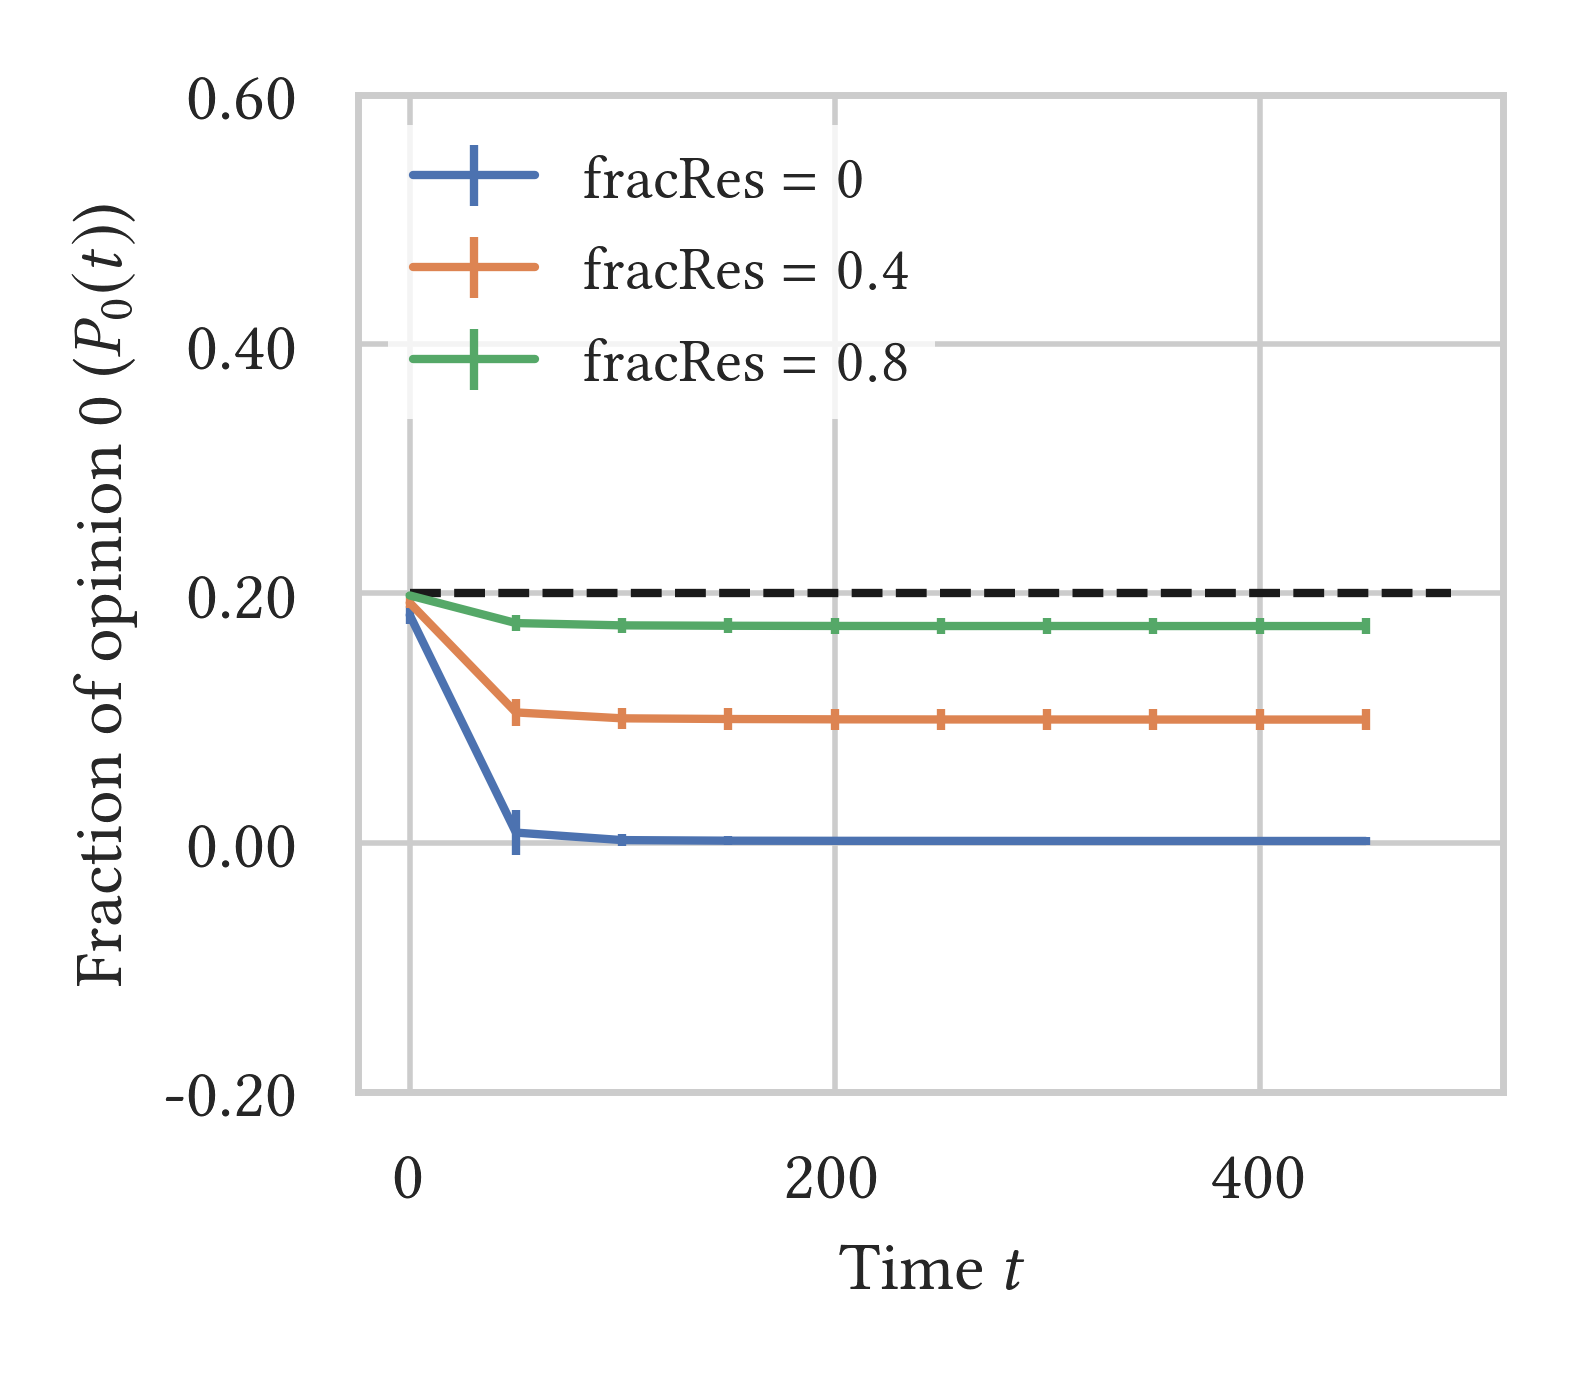 0.60
0.40
0.20
0.00
-0.20
Fraction of opinion 0 (P₀(t))
fracRes = 0
fracRes = 0.4
fracRes = 0.8
0 200 400
Time t